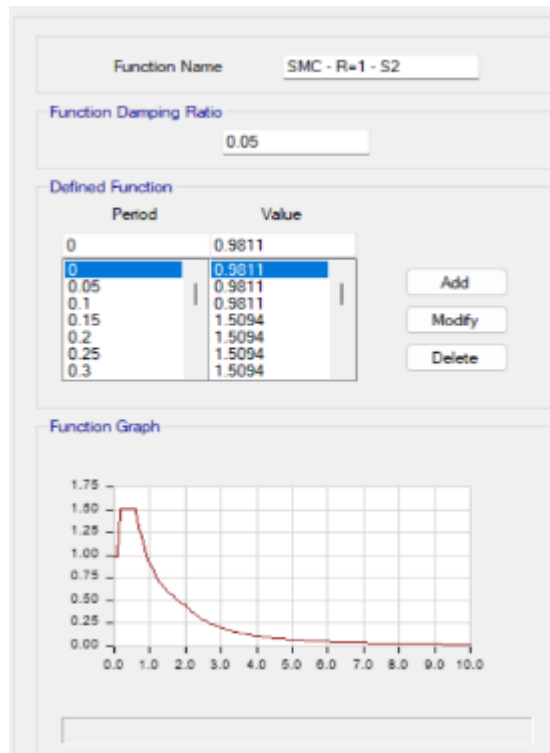 Function Name SMC - R=1 - S2
Function Damping Ratio
0.05
Defined Function
Period Value
0 0.9811
0 0.9811
0.05 0.9811
0.1 0.9811
0.15 1.5094
0.2 1.5094
0.25 1.5094
0.3 1.5094
Add
Modify
Delete
Function Graph
1.75
1.50
1.25
1.00
0.75
0.50
0.25
0.00
0.0 1.0 2.0 3.0 4.0 5.0 6.0 7.0 8.0 9.0 10.0